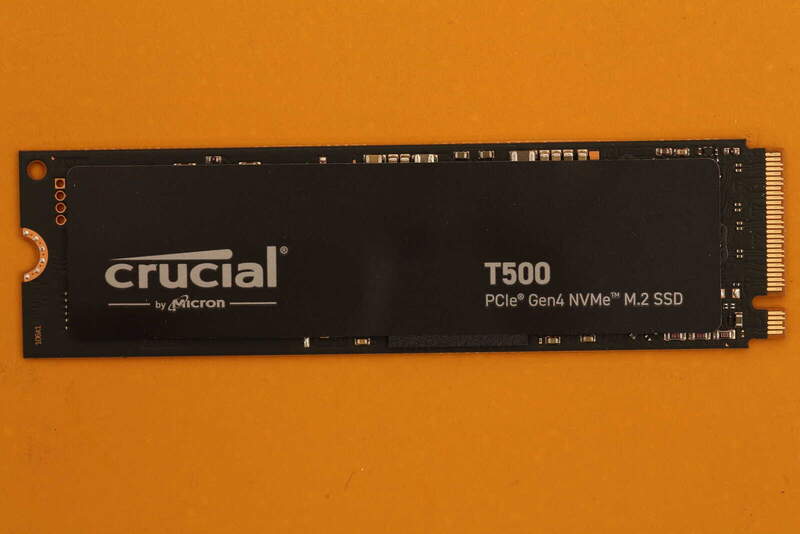 crucial®
by Micron
T500
PCIe® Gen4 NVMe™ M.2 SSD